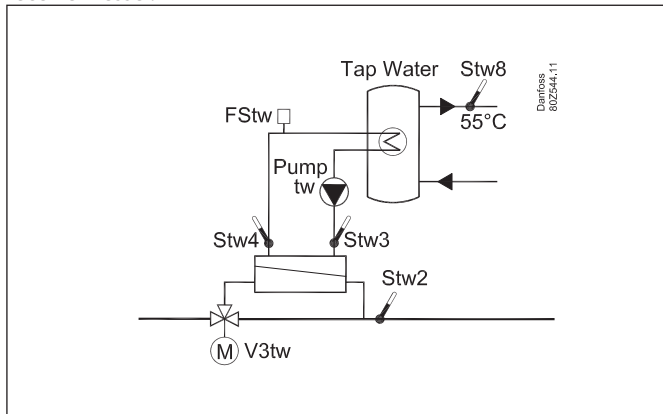 Tap Water
Stw8
Danfoss
80Z544.11
FStw
55°C
Pump
tw
Stw4
Stw3
Stw2
M
V3tw